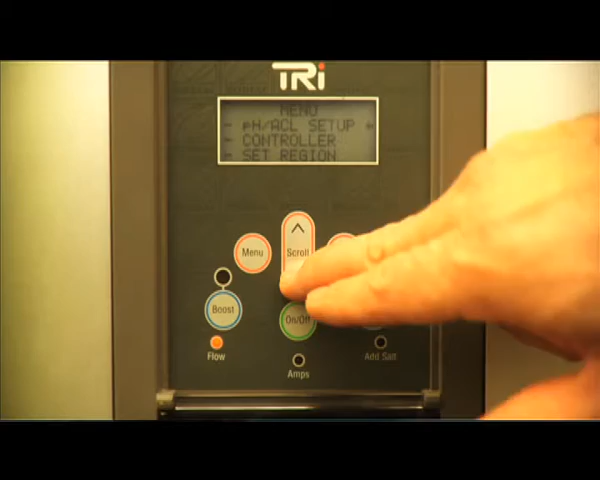 TRi
MENU
- pH/ACL SETUP ←
- CONTROLLER
- SET REGION
Menu
Scroll
Boost
On/Off
Flow
Amps
Add Salt